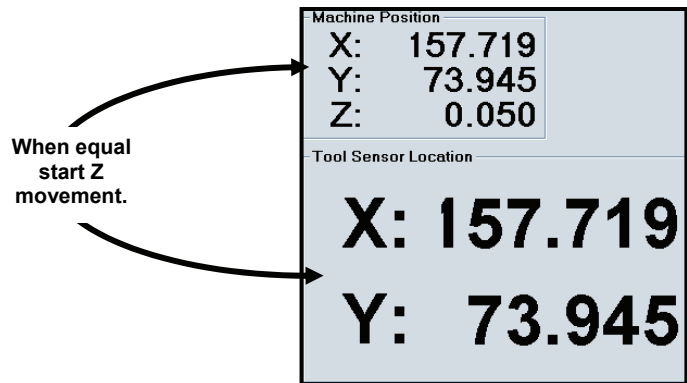 When equal
start Z
movement.
Machine Position
X: 157.719
Y: 73.945
Z: 0.050
Tool Sensor Location
X: 157.719
Y: 73.945